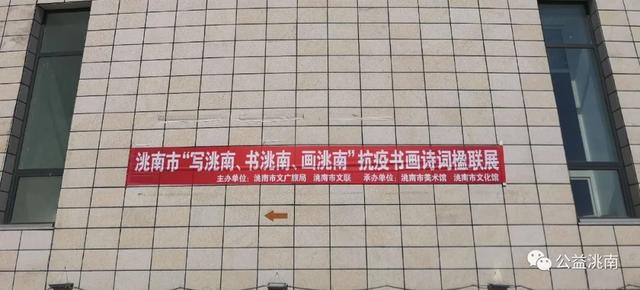 洮南市“写洮南、书洮南、画洮南”抗疫书画诗词楹联展
主办单位：洮南市文广旅局 洮南市文联 承办单位：洮南市美术馆 洮南市文化馆
公益洮南